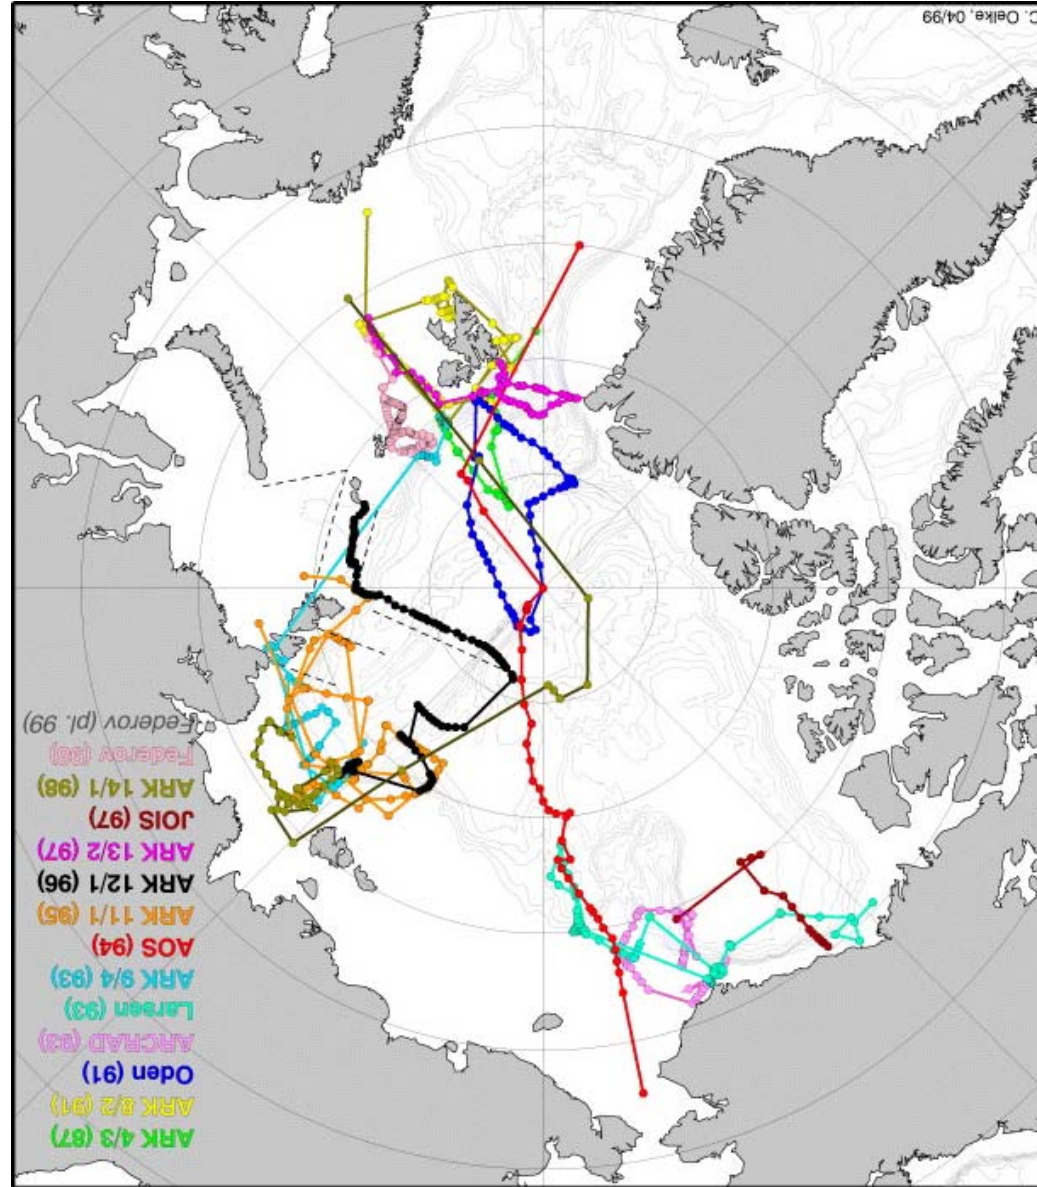 ARK 4/3 (87)
ARK 8/2 (91)
Oden (91)
ARCRAD (93)
Larsen (93)
ARK 9/4 (93)
AOS (94)
ARK 11/1 (95)
ARK 12/1 (96)
ARK 13/2 (97)
JOIS (97)
ARK 14/1 (98)
Federov (98)
Federov (pl. 99)
C. Oelke, 04/99